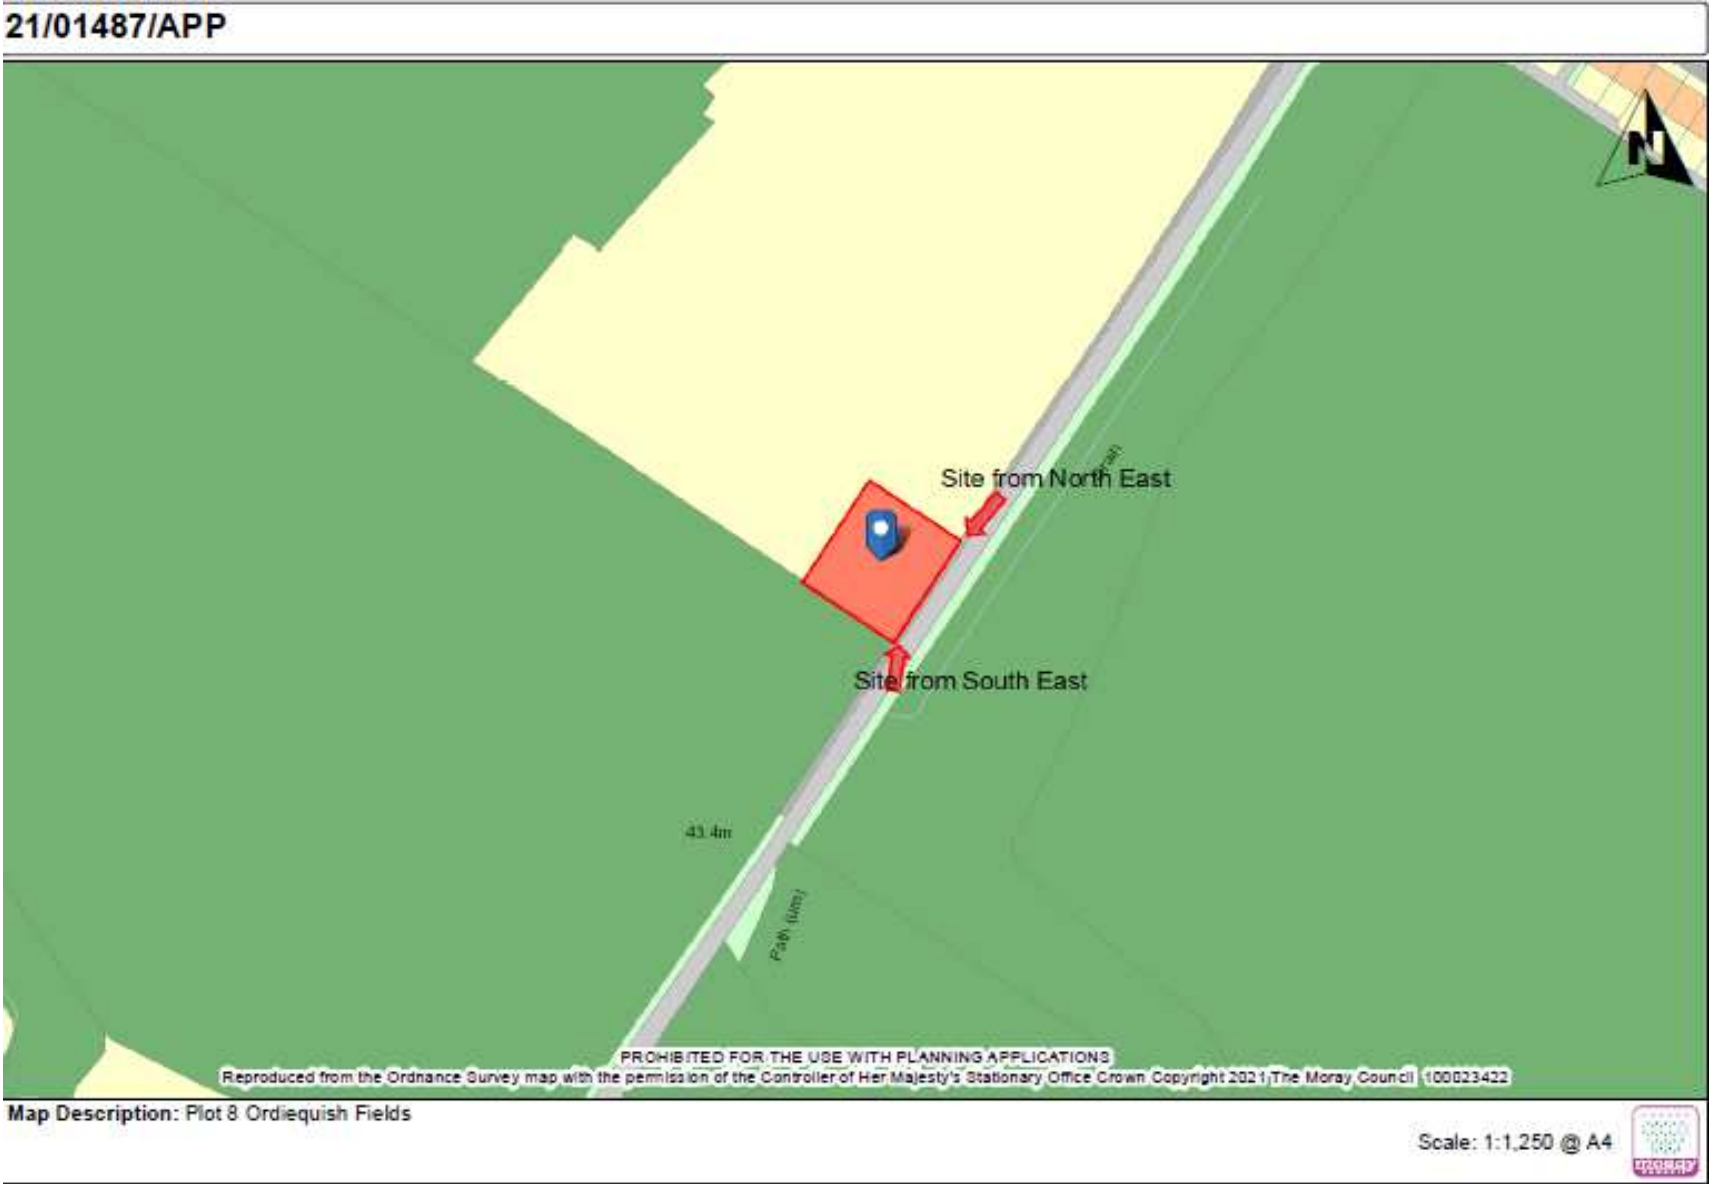 21/01487/APP
N
Site from North East
Site from South East
43.4m
Path (um)
PROHIBITED FOR THE USE WITH PLANNING APPLICATIONS
Reproduced from the Ordnance Survey map with the permission of the Controller of Her Majesty's Stationary Office Crown Copyright 2021 The Moray Council 100023422
Map Description: Plot 8 Ordiequish Fields
Scale: 1:1,250 @ A4
moray